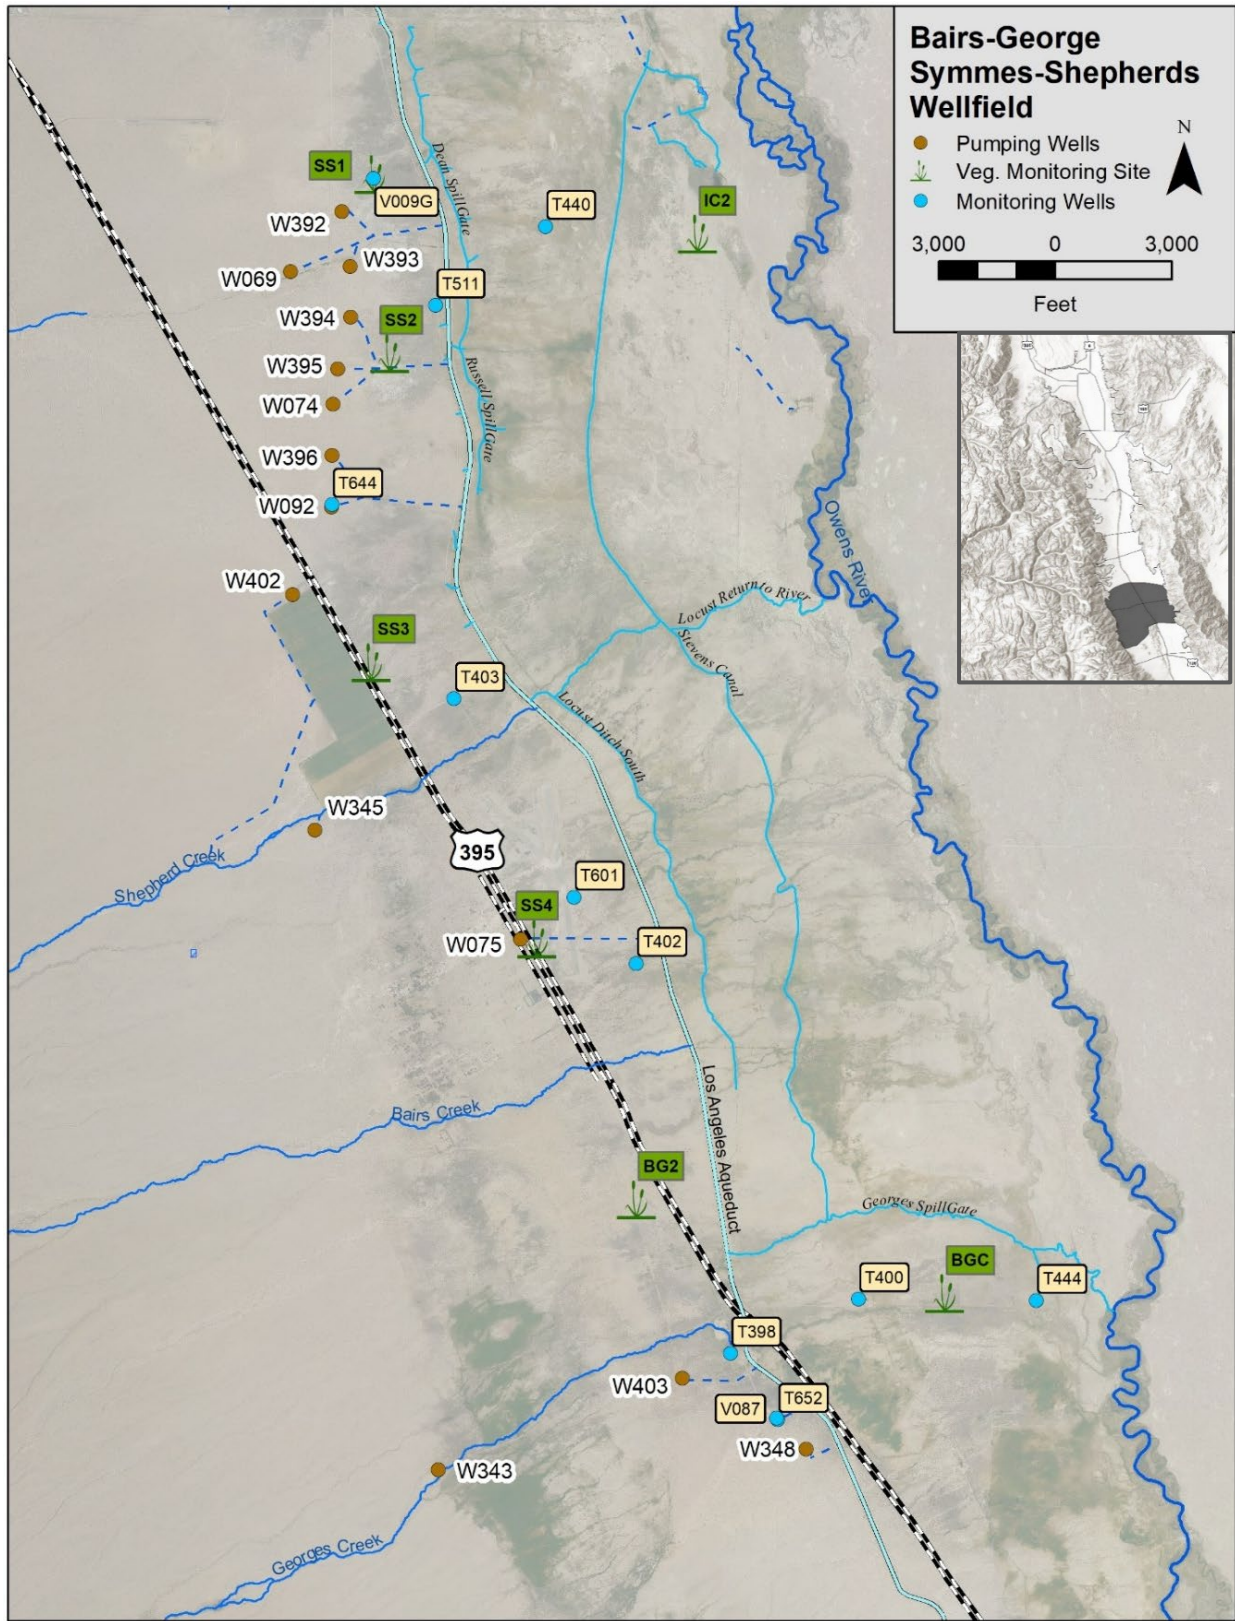 Bairs-George
Symmes-Shepherds
Wellfield
Pumping Wells
Veg. Monitoring Site
Monitoring Wells
N
3,000 0 3,000
Feet
SS1
V009G
W392
Dean SpillGate
T440
IC2
W393
W069
T511
W394
SS2
W395
Russell SpillGate
W074
W396
T644
W092
Owens River
W402
Locust Return to River
SS3
Stevens Canal
T403
Locust Ditch South
W345
395
Shepherd Creek
T601
SS4
W075
T402
Los Angeles Aqueduct
Bairs Creek
BG2
Georges SpillGate
T400
BGC
T444
T398
W403
T652
V087
W348
W343
Georges Creek